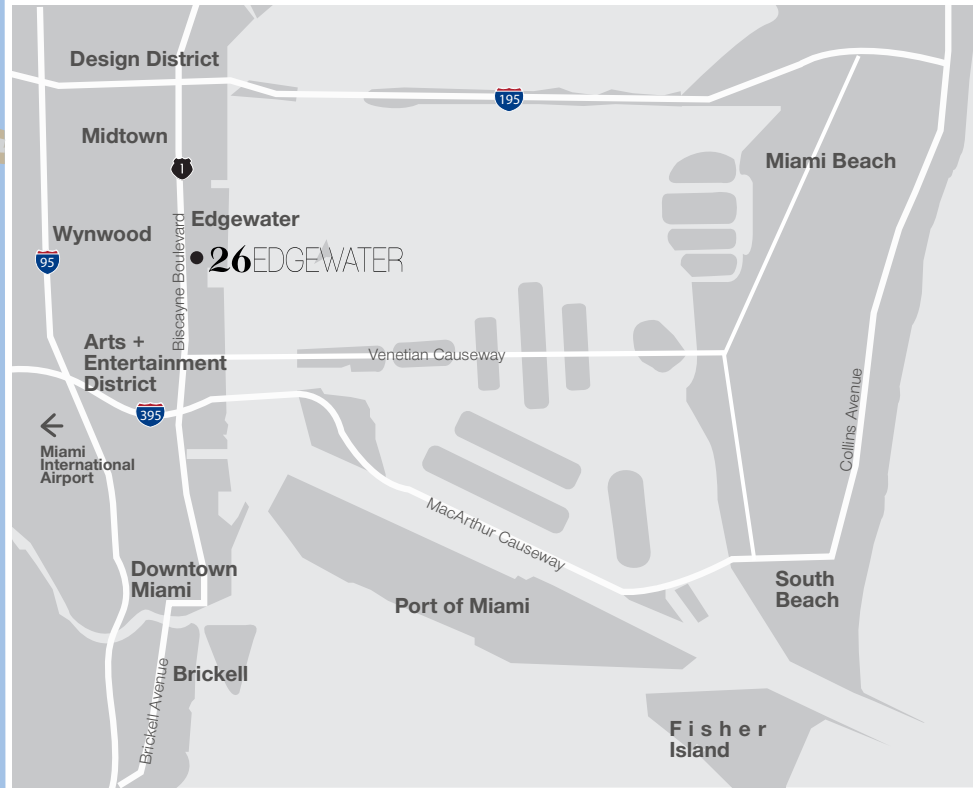 Design District
195
Midtown
1
Miami Beach
Edgewater
Wynwood
95
26EDGEWATER
Biscayne Boulevard
Arts +
Entertainment
District
Venetian Causeway
395
Collins Avenue
Miami
International
Airport
MacArthur Causeway
Downtown
Miami
South
Beach
Port of Miami
Brickell
Brickell Avenue
Fisher
Island